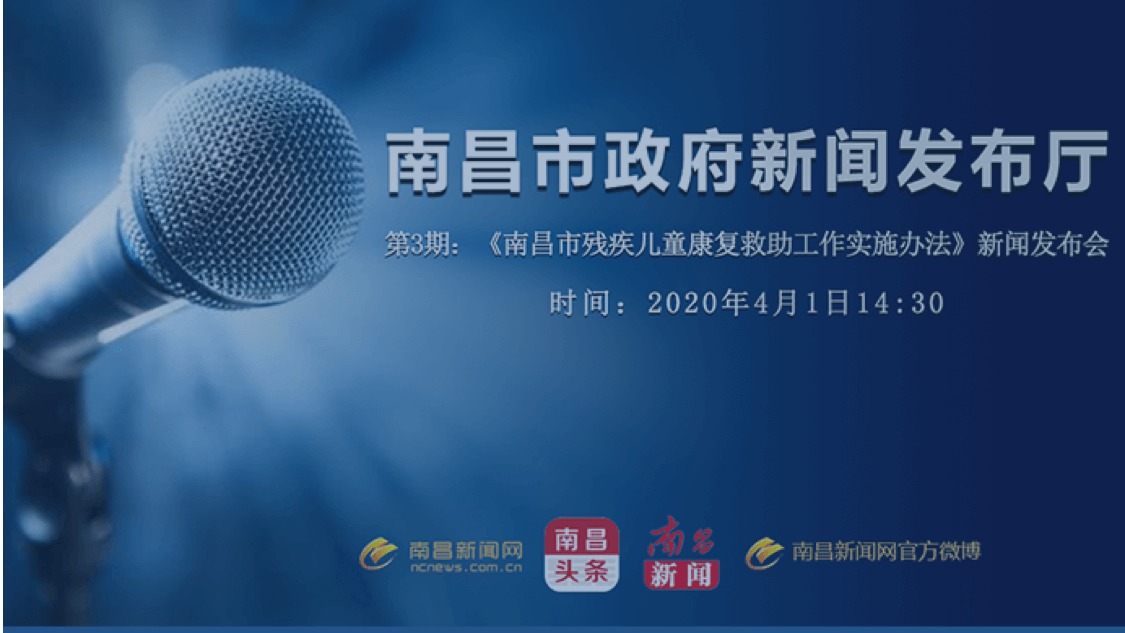 南昌市政府新闻发布厅
第3期：《南昌市残疾儿童康复救助工作实施办法》新闻发布会
时间：2020年4月1日14:30
南昌新闻网
ncnews.com.cn
南昌
头条
南昌
新闻
南昌新闻网官方微博